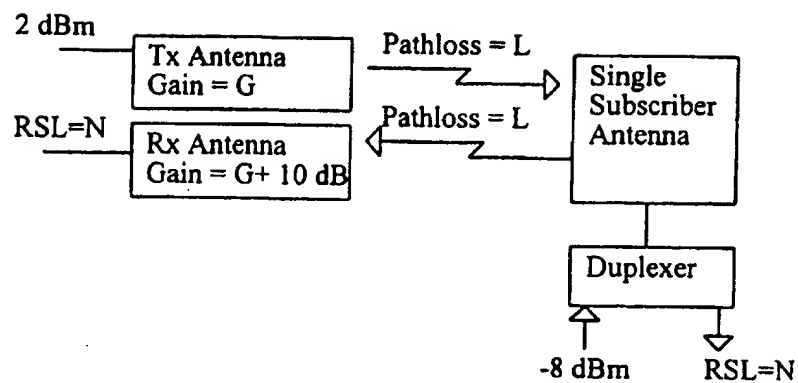 2 dBm
Tx Antenna
Gain = G
Pathloss = L
Single
Subscriber
Antenna
RSL=N
Rx Antenna
Gain = G+ 10 dB
Pathloss = L
Duplexer
-8 dBm
RSL=N